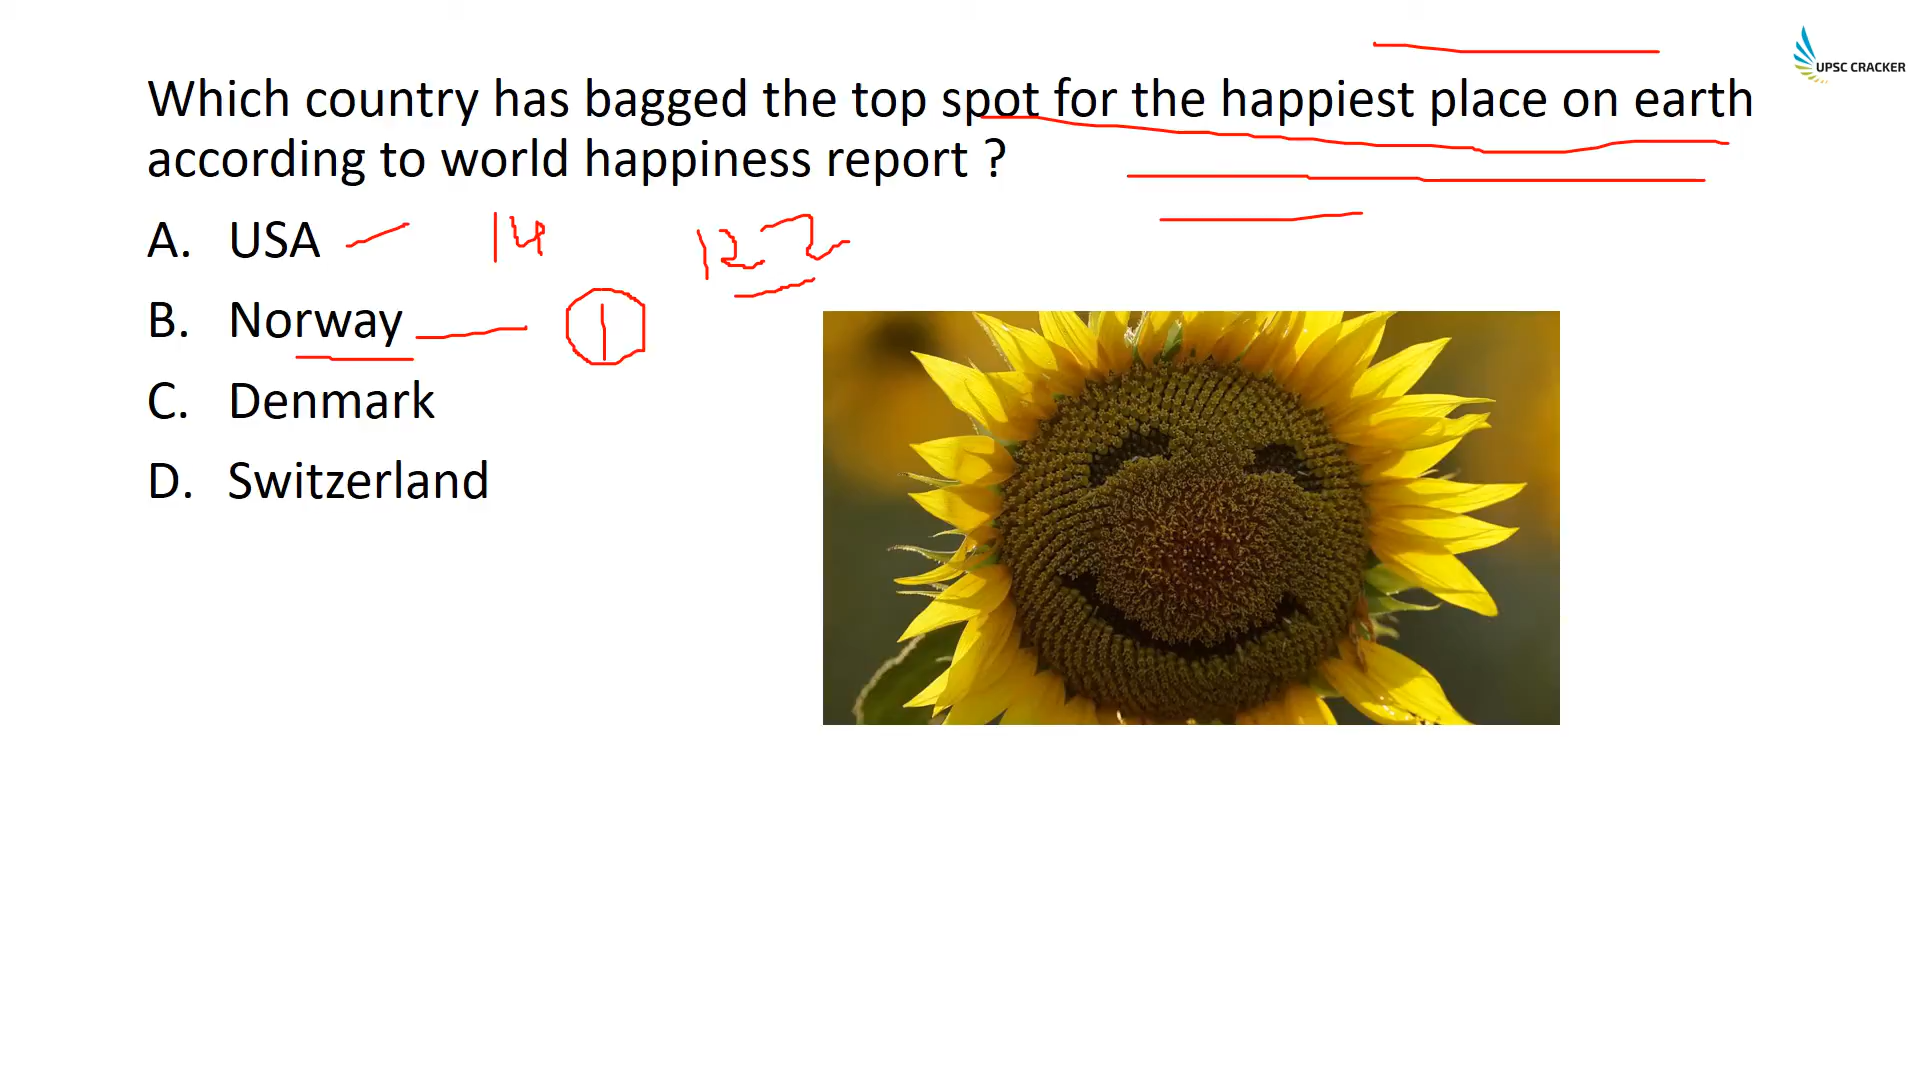 UPSC CRACKER
Which country has bagged the top spot for the happiest place on earth
according to world happiness report ?
A. USA 14 122
B. Norway 1
C. Denmark
D. Switzerland